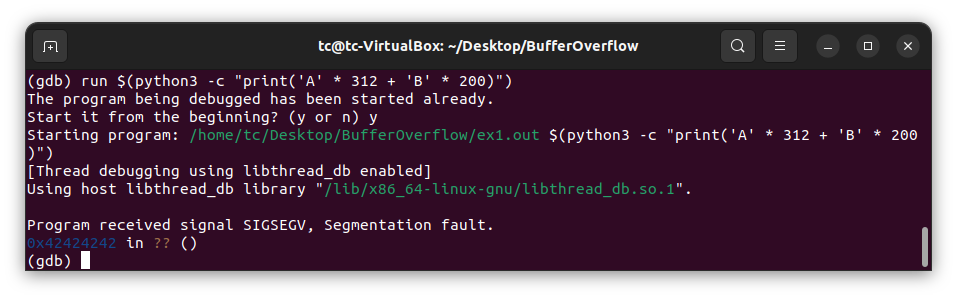 tc@tc-VirtualBox: ~/Desktop/BufferOverflow
(gdb) run $(python3 -c "print('A' * 312 + 'B' * 200)")
The program being debugged has been started already.
Start it from the beginning? (y or n) y
Starting program: /home/tc/Desktop/BufferOverflow/ex1.out $(python3 -c "print('A' * 312 + 'B' * 200
)")
[Thread debugging using libthread_db enabled]
Using host libthread_db library "/lib/x86_64-linux-gnu/libthread_db.so.1".
Program received signal SIGSEGV, Segmentation fault.
0x42424242 in ?? ()
(gdb)